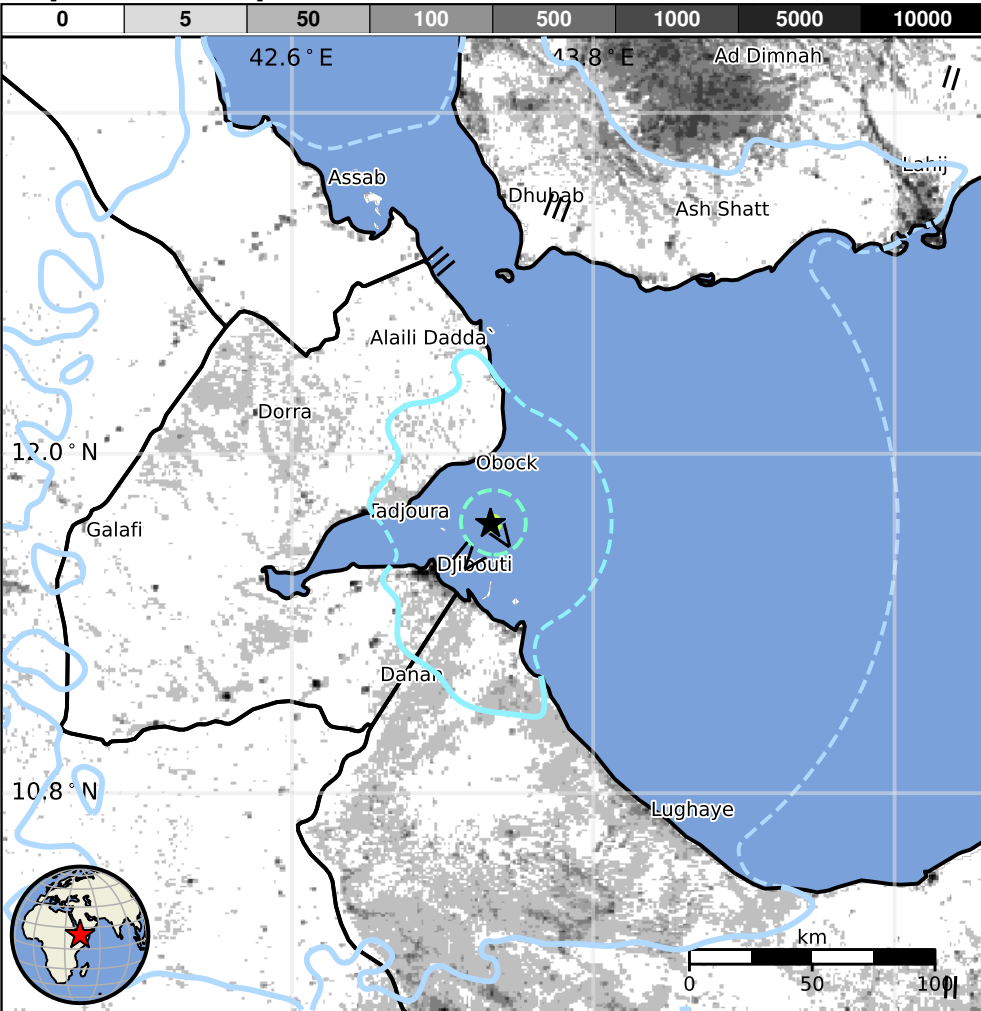 0 5 50 100 500 1000 5000 10000
42.6°E 43.8°E
Ad Dimnah
Lahij
Assab
Dhubab
Ash Shatt
Alaili Dadda`
Dorra
12.0°N
Obock
Tadjoura
Galafi
Djibouti
Danan
10.8°N
Lughaye
km
0 50 100